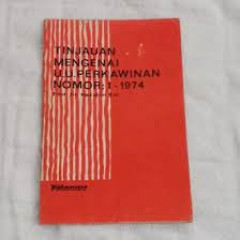 TINJAUAN
MENGENAI
U.U. PERKAWINAN
NOMOR: 1 - 1974